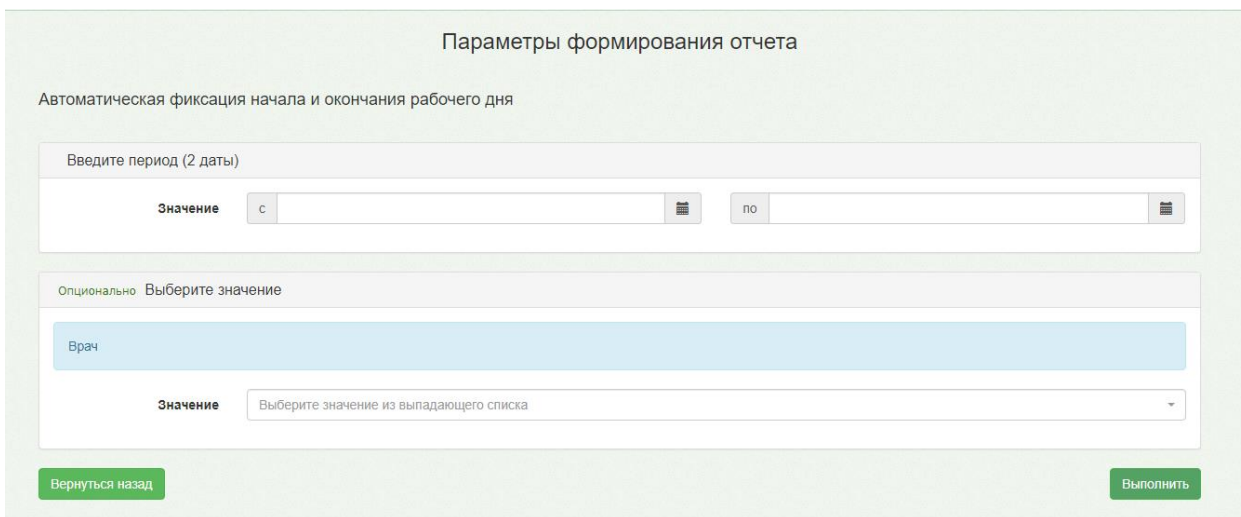 Параметры формирования отчета
Автоматическая фиксация начала и окончания рабочего дня
Введите период (2 даты)
Значение с по
Опционально Выберите значение
Врач
Значение Выберите значение из выпадающего списка
Вернуться назад Выполнить